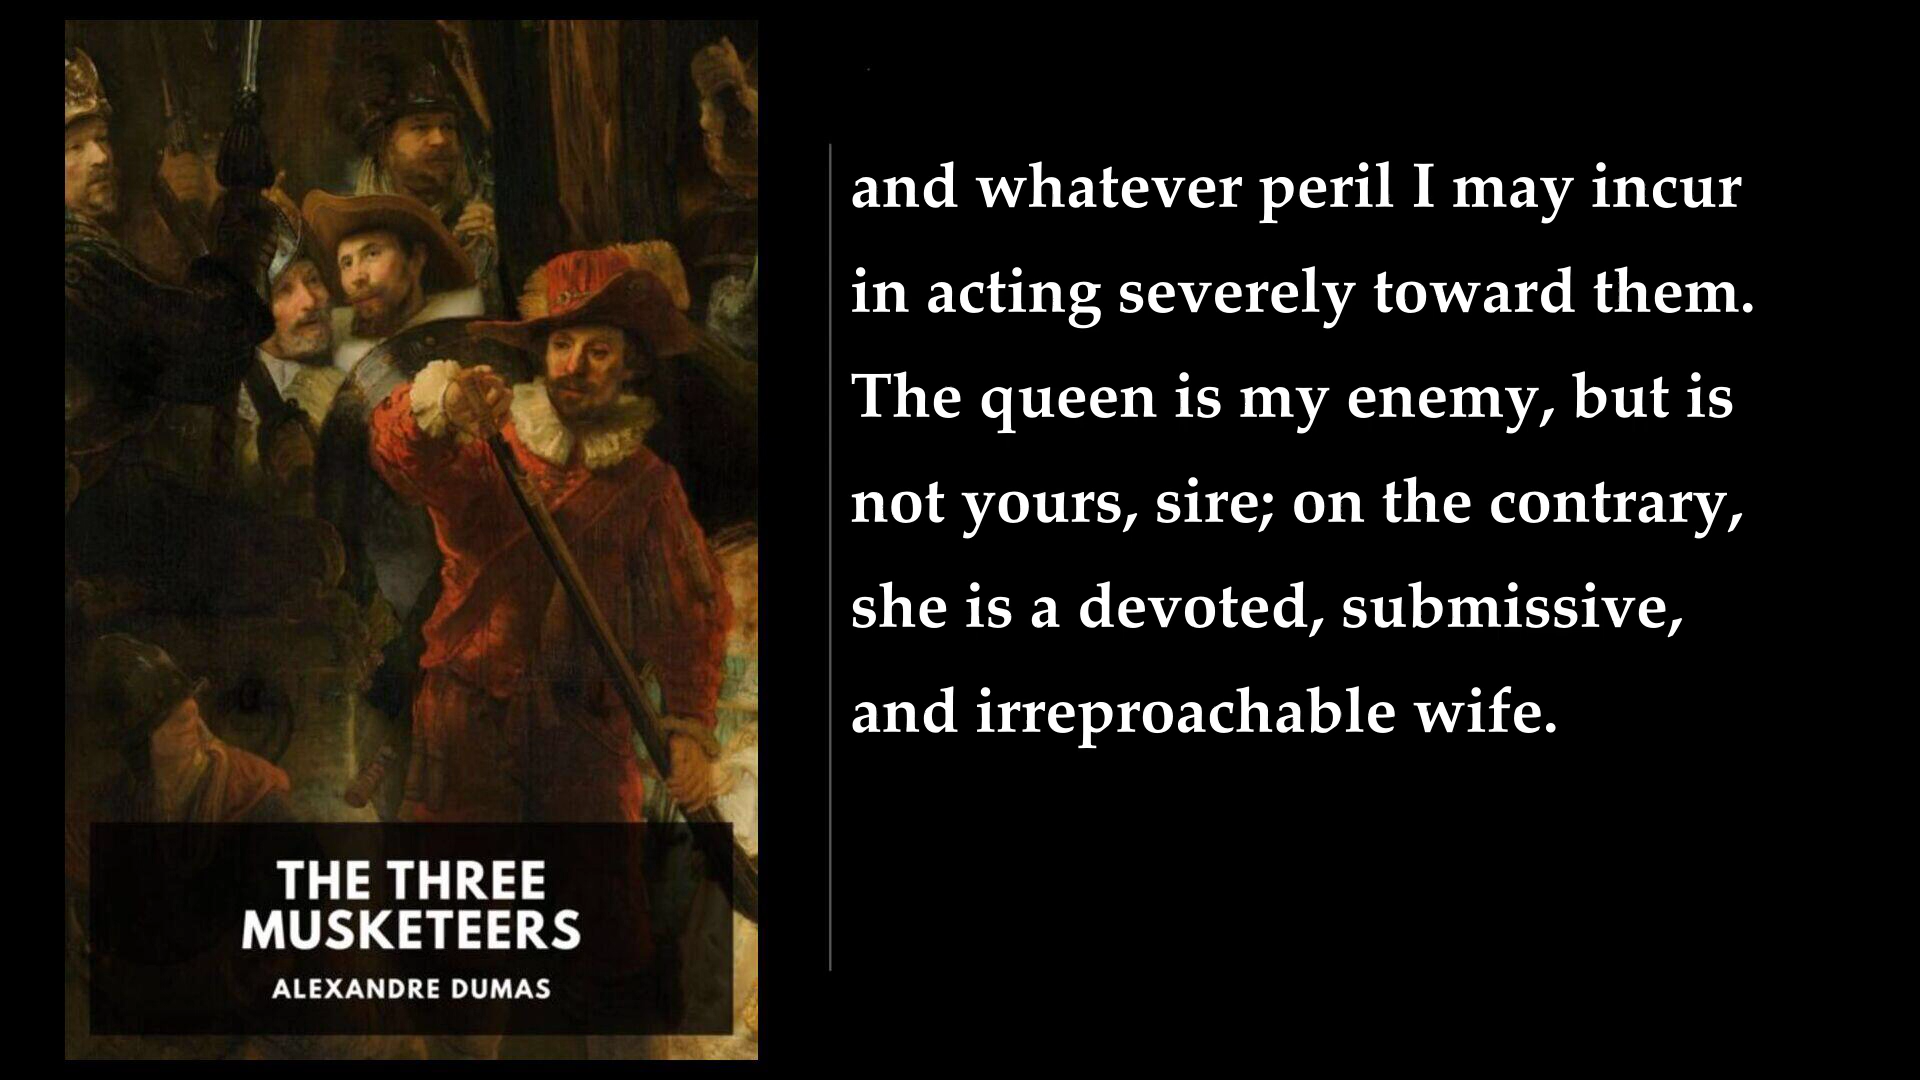 and whatever peril I may incur
in acting severely toward them.
The queen is my enemy, but is
not yours, sire; on the contrary,
she is a devoted, submissive,
and irreproachable wife.
THE THREE
MUSKETEERS
ALEXANDRE DUMAS